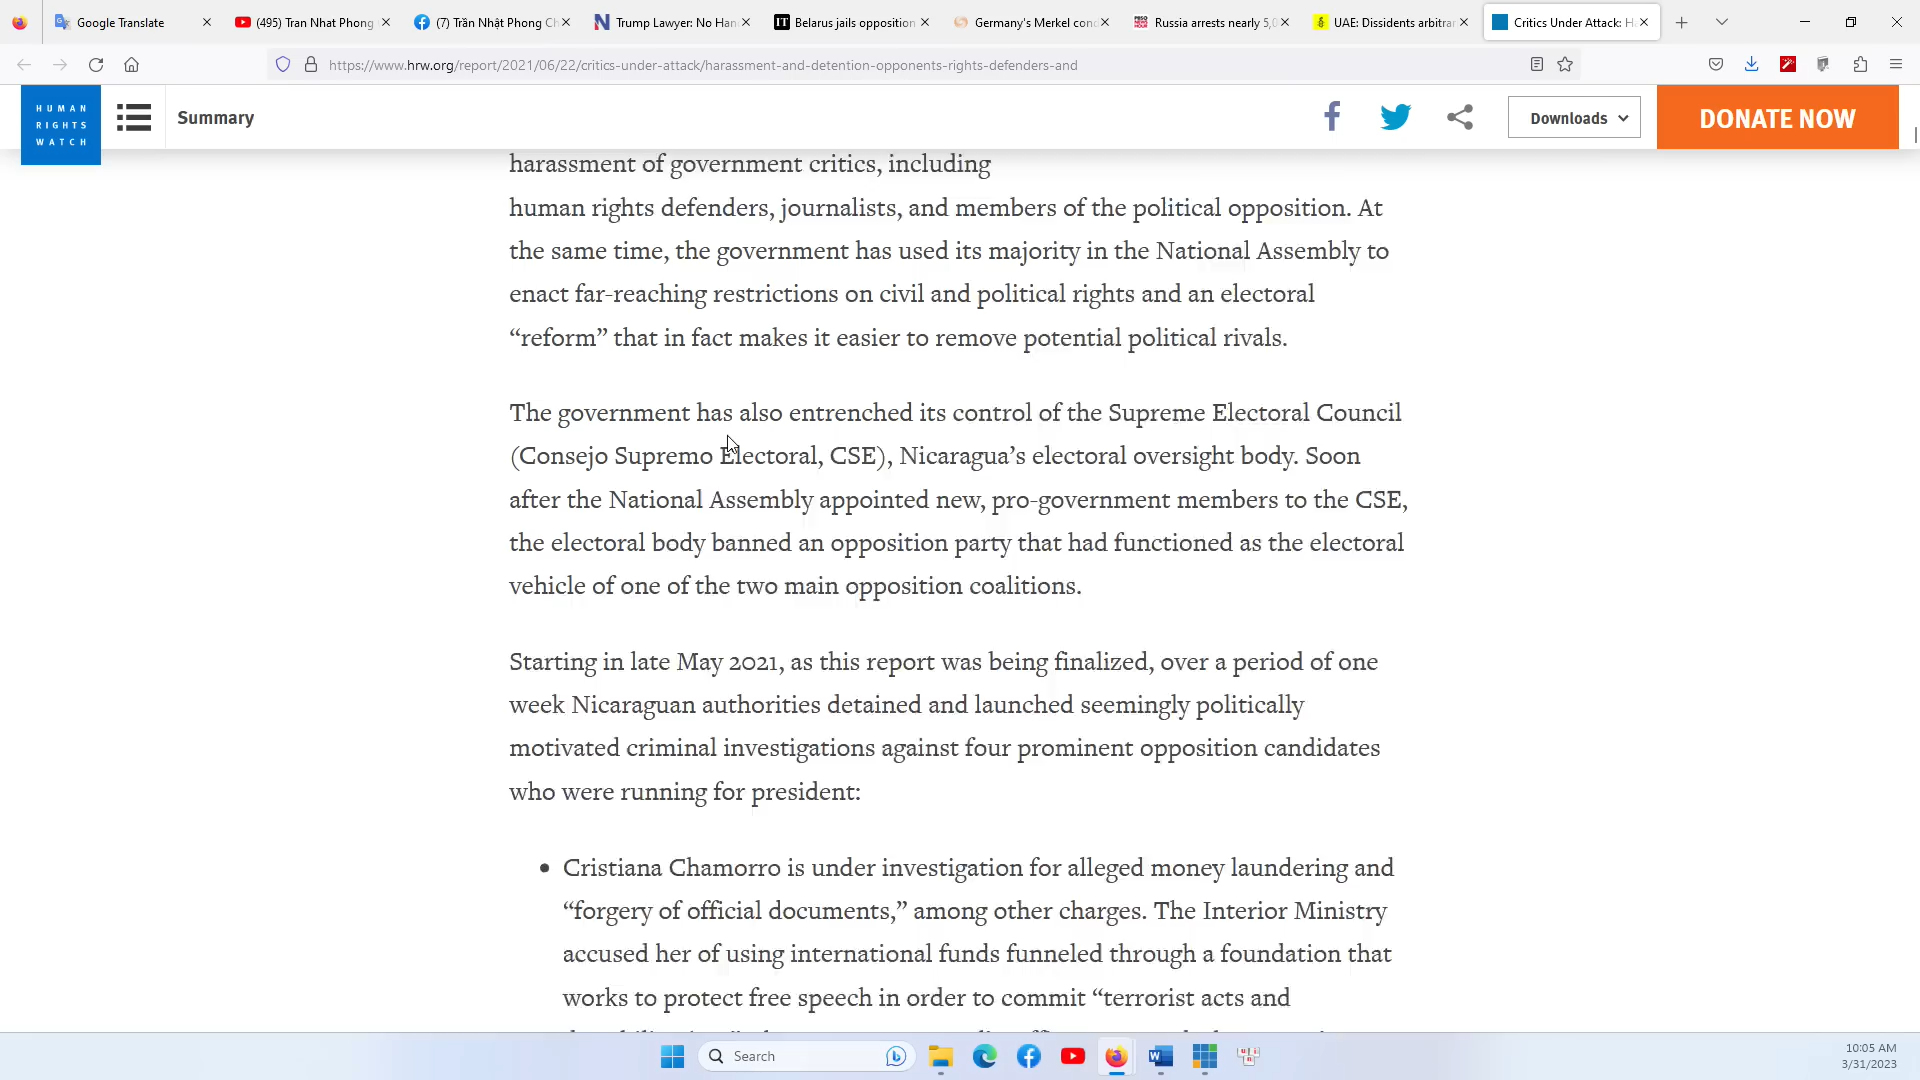 Google Translate
(495) Tran Nhat Phong
(7) Trần Nhật Phong Ch
Trump Lawyer: No Han
Belarus jails opposition
Germany's Merkel con
Russia arrests nearly 5,0
UAE: Dissidents arbitrar
Critics Under Attack: H
https://www.hrw.org/report/2021/06/22/critics-under-attack/harassment-and-detention-opponents-rights-defenders-and
HUMAN
RIGHTS
WATCH
Summary
Downloads
DONATE NOW
harassment of government critics, including
human rights defenders, journalists, and members of the political opposition. At
the same time, the government has used its majority in the National Assembly to
enact far-reaching restrictions on civil and political rights and an electoral
“reform” that in fact makes it easier to remove potential political rivals.
The government has also entrenched its control of the Supreme Electoral Council
(Consejo Supremo Electoral, CSE), Nicaragua’s electoral oversight body. Soon
after the National Assembly appointed new, pro-government members to the CSE,
the electoral body banned an opposition party that had functioned as the electoral
vehicle of one of the two main opposition coalitions.
Starting in late May 2021, as this report was being finalized, over a period of one
week Nicaraguan authorities detained and launched seemingly politically
motivated criminal investigations against four prominent opposition candidates
who were running for president:
• Cristiana Chamorro is under investigation for alleged money laundering and
“forgery of official documents,” among other charges. The Interior Ministry
accused her of using international funds funneled through a foundation that
works to protect free speech in order to commit “terrorist acts and
Search
10:05 AM
3/31/2023